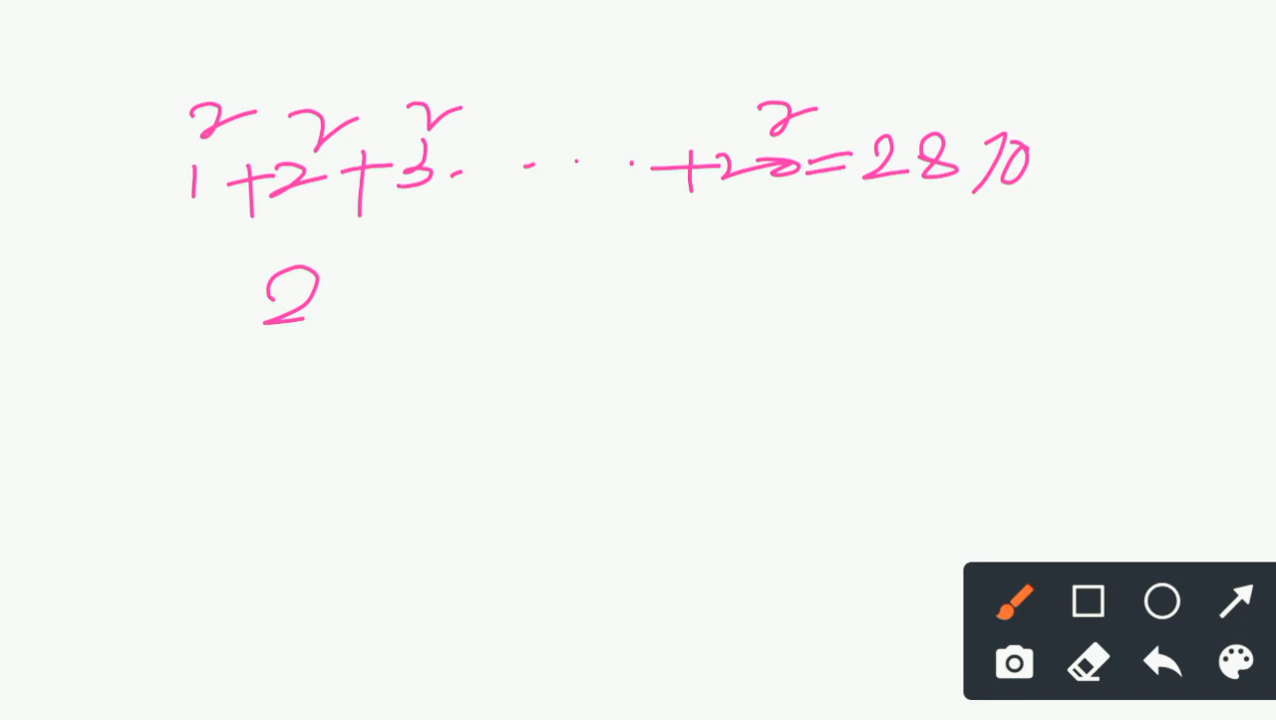 1² + 2² + 3² . . . . + 20² = 2870
2